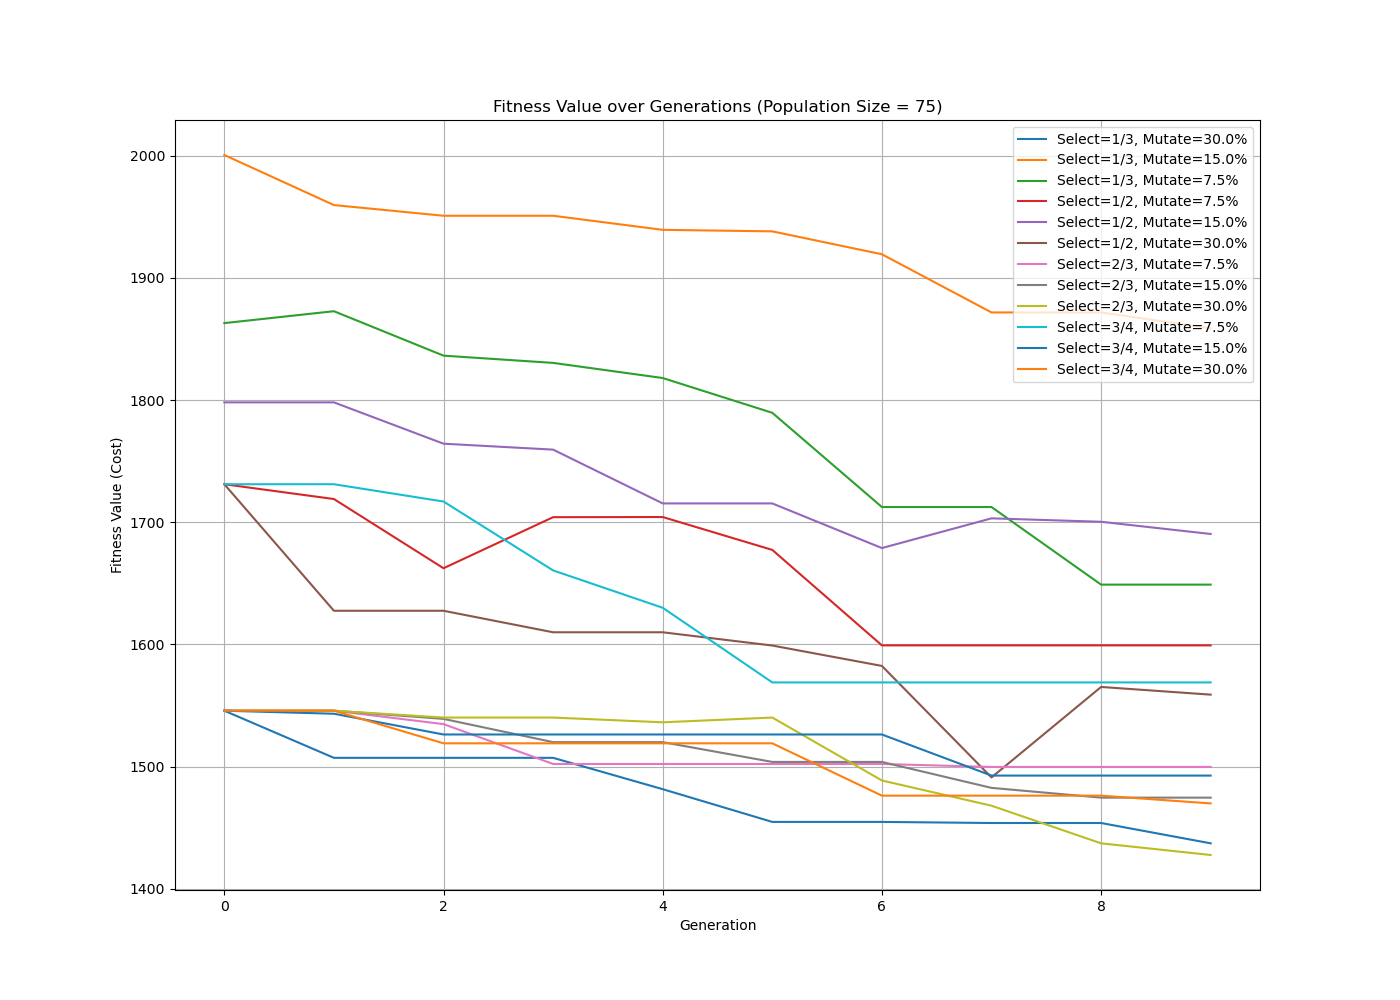 Fitness Value over Generations (Population Size = 75)
Select=1/3, Mutate=30.0%
Select=1/3, Mutate=15.0%
Select=1/3, Mutate=7.5%
Select=1/2, Mutate=7.5%
Select=1/2, Mutate=15.0%
Select=1/2, Mutate=30.0%
Select=2/3, Mutate=7.5%
Select=2/3, Mutate=15.0%
Select=2/3, Mutate=30.0%
Select=3/4, Mutate=7.5%
Select=3/4, Mutate=15.0%
Select=3/4, Mutate=30.0%
Fitness Value (Cost)
2000
1900
1800
1700
1600
1500
1400
0 2 4 6 8
Generation